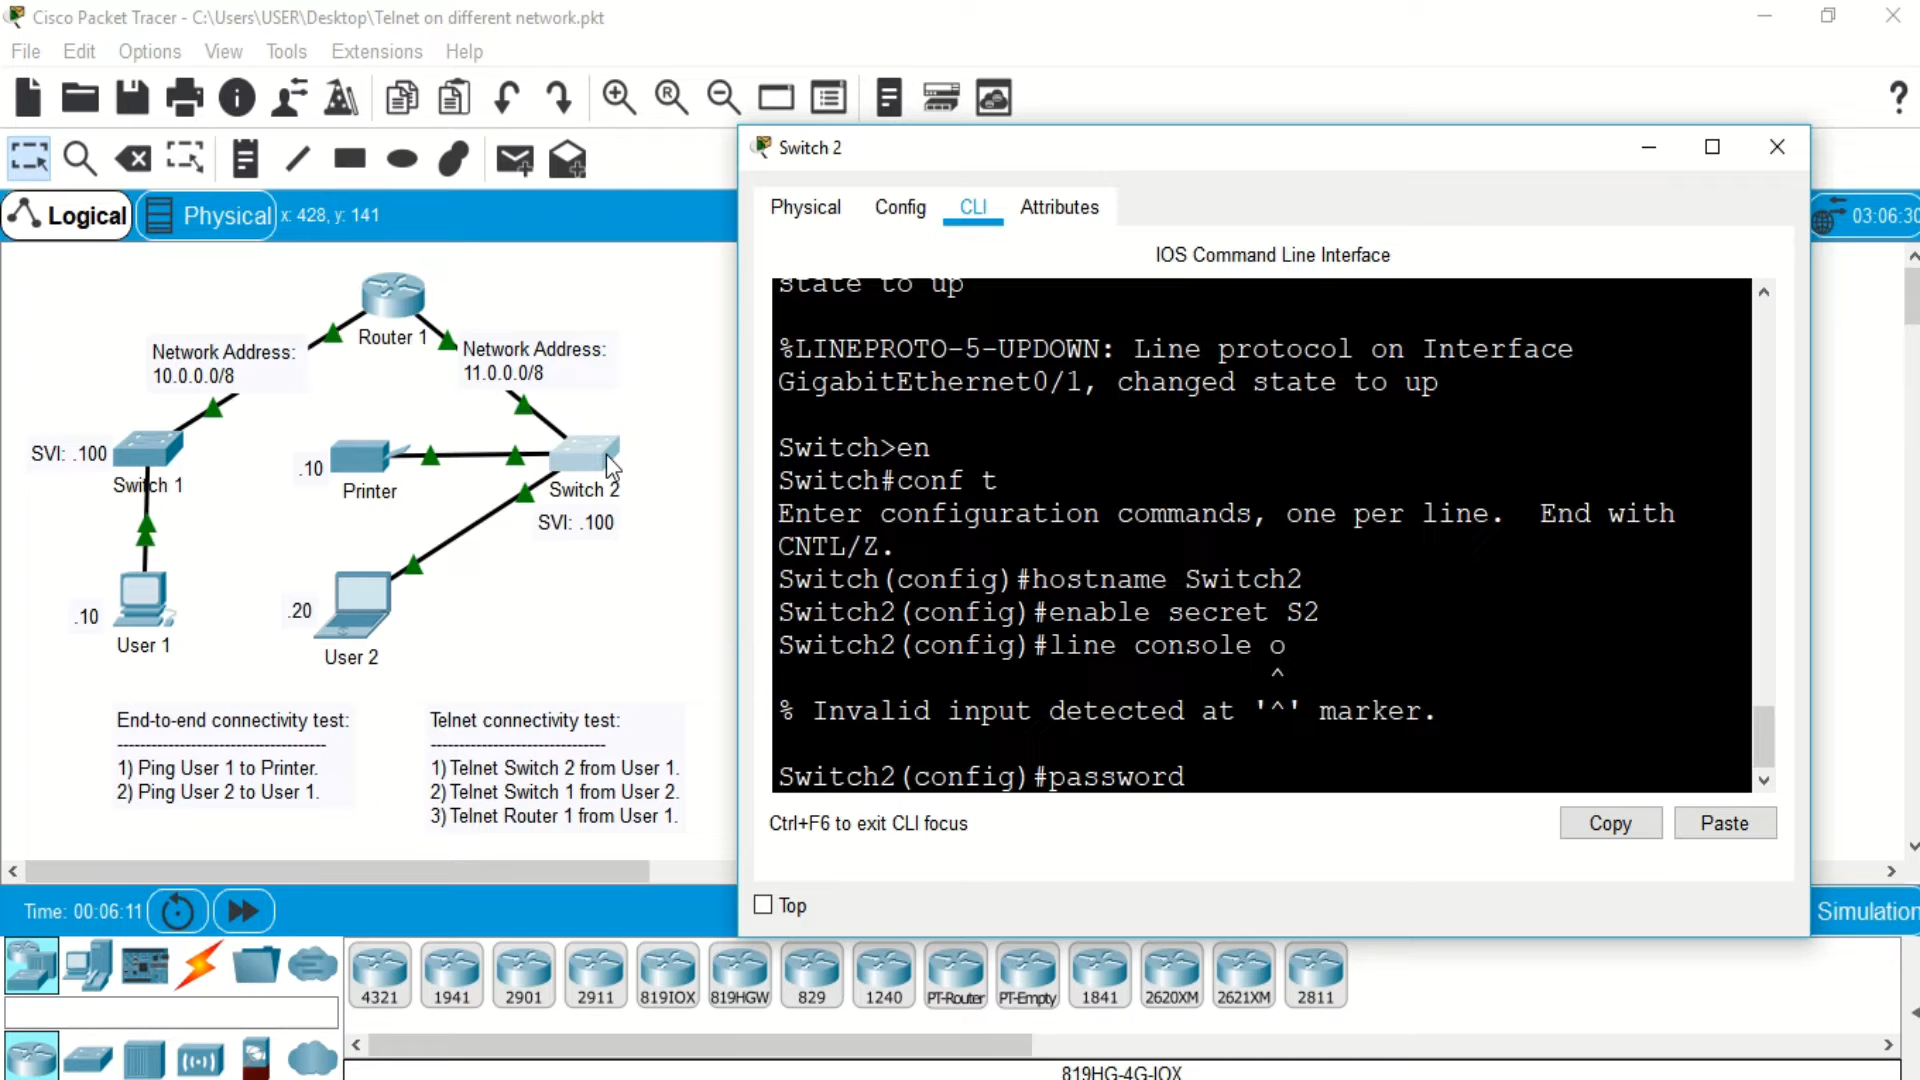 Cisco Packet Tracer - C:\Users\USER\Desktop\Telnet on different network.pkt
File Edit Options View Tools Extensions Help
Logical Physical x: 428, y: 141
03:06:30
Router 1
Network Address:
10.0.0.0/8
Network Address:
11.0.0.0/8
SVI: .100
Switch 1
.10
Printer
Switch 2
SVI: .100
.10
User 1
.20
User 2
End-to-end connectivity test:
-----------------------------------
1) Ping User 1 to Printer.
2) Ping User 2 to User 1.
Telnet connectivity test:
-----------------------------
1) Telnet Switch 2 from User 1.
2) Telnet Switch 1 from User 2.
3) Telnet Router 1 from User 1.
Switch 2
Physical Config CLI Attributes
IOS Command Line Interface
state to up
%LINEPROTO-5-UPDOWN: Line protocol on Interface
GigabitEthernet0/1, changed state to up
Switch>en
Switch#conf t
Enter configuration commands, one per line.  End with
CNTL/Z.
Switch(config)#hostname Switch2
Switch2(config)#enable secret S2
Switch2(config)#line console o
^
% Invalid input detected at '^' marker.
Switch2(config)#password
Ctrl+F6 to exit CLI focus
Copy Paste
Top
Time: 00:06:11
Simulation
4321 1941 2901 2911 819IOX 819HGW 829 1240 PT-Router PT-Empty 1841 2620XM 2621XM 2811
819HG-4G-IOX